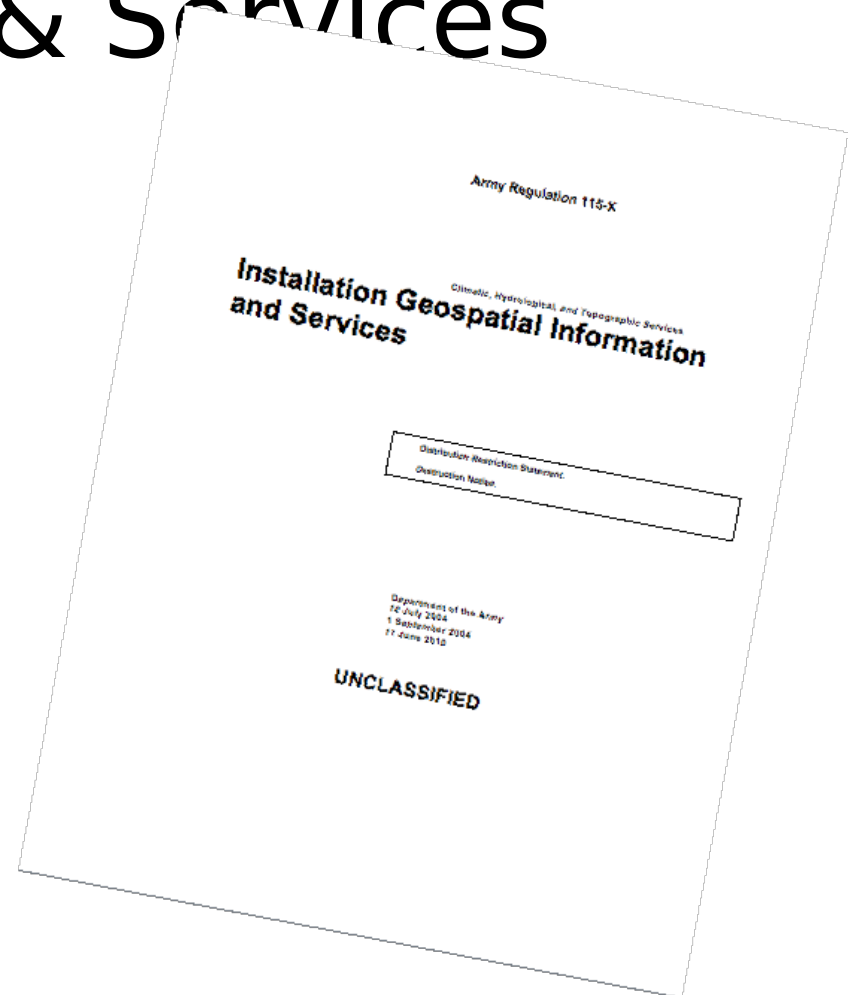 & Services
Army Regulation 115-X
Climatic, Hydrological, and Topographic Services
Installation Geospatial Information
and Services
Distribution Restriction Statement.
Destruction Notice.
Department of the Army
16 July 2004
1 September 2004
11 June 2010
UNCLASSIFIED